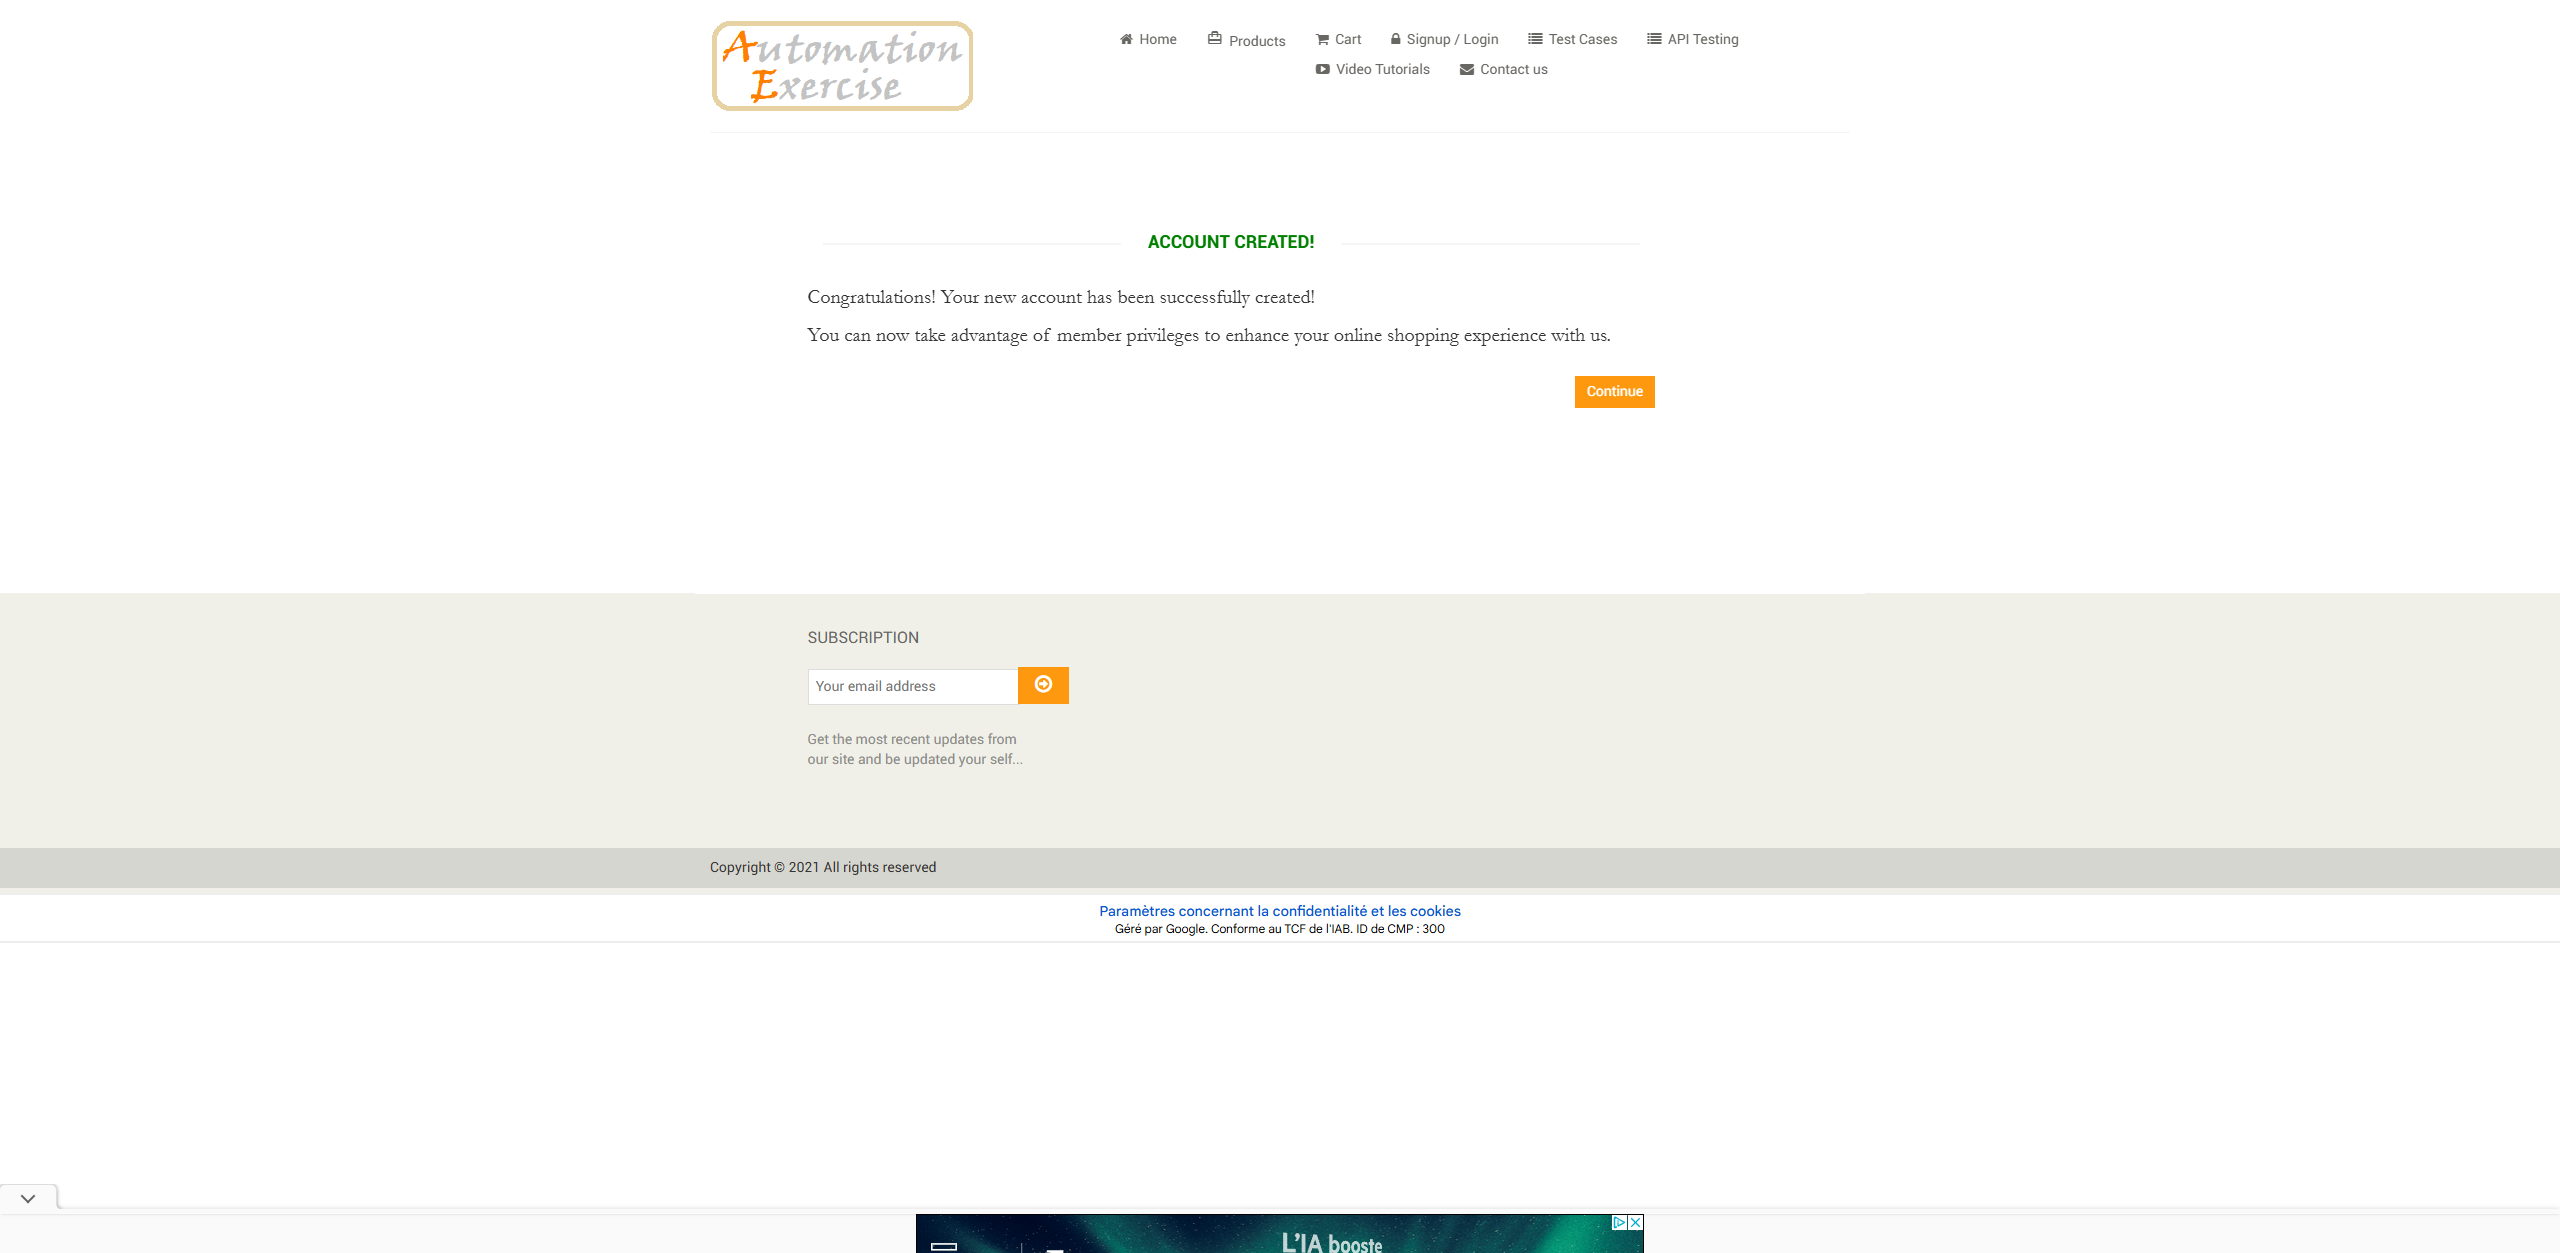 Automation
Exercise
Home
Products
Cart
Signup / Login
Test Cases
API Testing
Video Tutorials
Contact us
ACCOUNT CREATED!
Congratulations! Your new account has been successfully created!
You can now take advantage of member privileges to enhance your online shopping experience with us.
Continue
SUBSCRIPTION
Your email address
Get the most recent updates from
our site and be updated your self...
Copyright © 2021 All rights reserved
Paramètres concernant la confidentialité et les cookies
Géré par Google. Conforme au TCF de l'IAB. ID de CMP : 300
L'IA booste